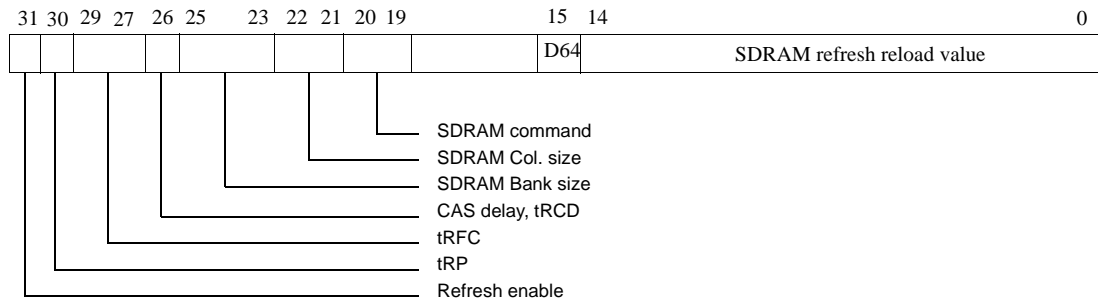 31 30 29 27 26 25 23 22 21 20 19 15 14 0
D64 SDRAM refresh reload value
SDRAM command
SDRAM Col. size
SDRAM Bank size
CAS delay, tRCD
tRFC
tRP
Refresh enable